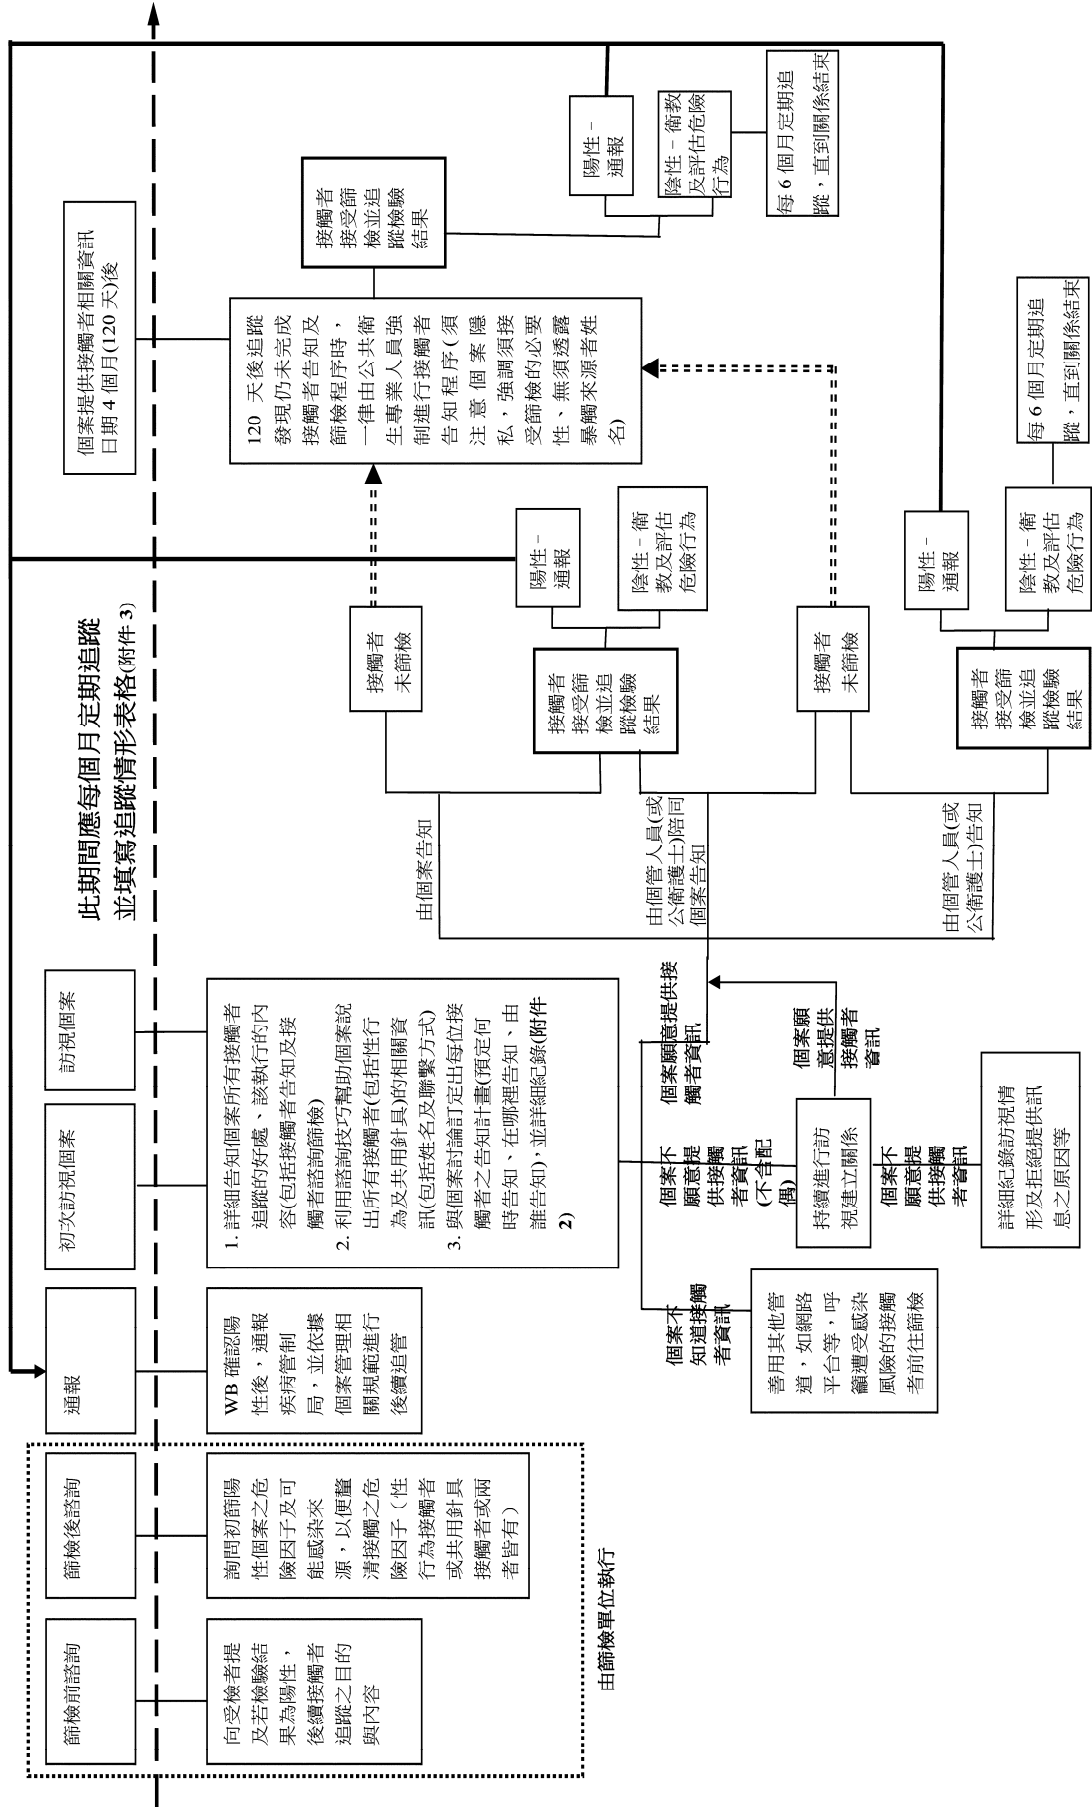 篩檢前諮詢
向受檢者提
及若檢驗結
果為陽性，
後續接觸者
追蹤之目的
與內容
篩檢後諮詢
詢問初篩陽
性個案之危
險因子及可
能感染來
源，以便釐
清接觸之危
險因子（性
行為接觸者
或共用針具
接觸者或兩
者皆有）
由篩檢單位執行
通報
WB 確認陽
性後，通報
疾病管制
局，並依據
個案管理相
關規範進行
後續追管
初次訪視個案
訪視個案
1. 詳細告知個案所有接觸者
追蹤的好處、該執行的內
容(包括接觸者告知及接
觸者諮詢篩檢)
2. 利用諮詢技巧幫助個案說
出所有接觸者(包括性行
為及共用針具)的相關資
訊(包括姓名及聯繫方式)
3. 與個案討論訂定出每位接
觸者之告知計畫(預定何
時告知、在哪裡告知、由
誰告知)，並詳細紀錄(附件
2)
個案不
知道接觸
者資訊
善用其他管
道，如網路
平台等，呼
籲遭受感染
風險的接觸
者前往篩檢
個案不
願意提
供接觸
者資訊
(不含配
偶)
持續進行訪
視建立關係
個案不
願意提
供接觸
者資訊
詳細紀錄訪視情
形及拒絕提供訊
息之原因等
個案願
意提供
接觸者
資訊
個案願意提供接
觸者資訊
此期間應每個月定期追蹤
並填寫追蹤情形表格(附件 3)
由個案告知
由個管人員(或
公衛護士)陪同
個案告知
由個管人員(或
公衛護士)告知
接觸者
未篩檢
接觸者
接受篩
檢並追
蹤檢驗
結果
陽性－
通報
陰性－衛
教及評估
危險行為
接觸者
未篩檢
接觸者
接受篩
檢並追
蹤檢驗
結果
陽性－
通報
陰性－衛
教及評估
危險行為
每 6 個月定期追
蹤，直到關係結束
個案提供接觸者相關資訊
日期 4 個月(120 天)後
120 天後追蹤
發現仍未完成
接觸者告知及
篩檢程序時，
一律由公共衛
生專業人員強
制進行接觸者
告知程序(須
注意個案隱
私，強調須接
受篩檢的必要
性、無須透露
暴觸來源者姓
名)
接觸者
接受篩
檢並追
蹤檢驗
結果
陽性－
通報
陰性－衛教
及評估危險
行為
每 6 個月定期追
蹤，直到關係結束